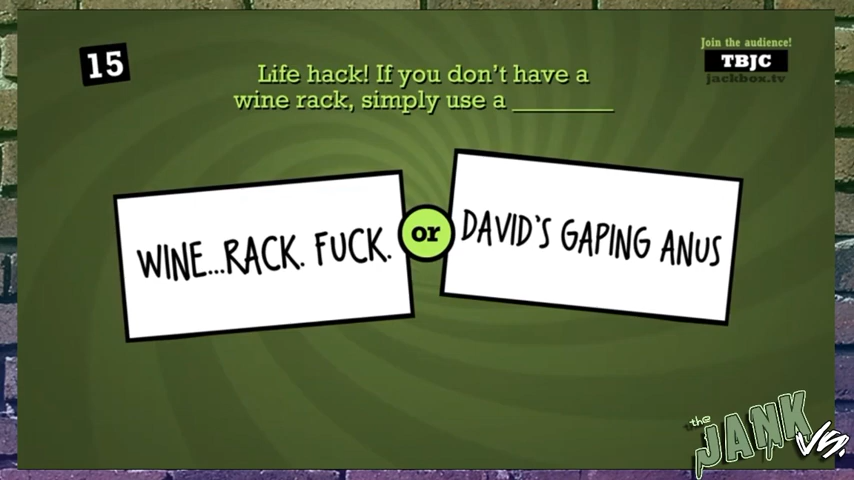 15
Join the audience!
TBJC
jackbox.tv
Life hack! If you don't have a
wine rack, simply use a ________
WINE...RACK. FUCK.
or
DAVID'S GAPING ANUS
the
JANK
VS.